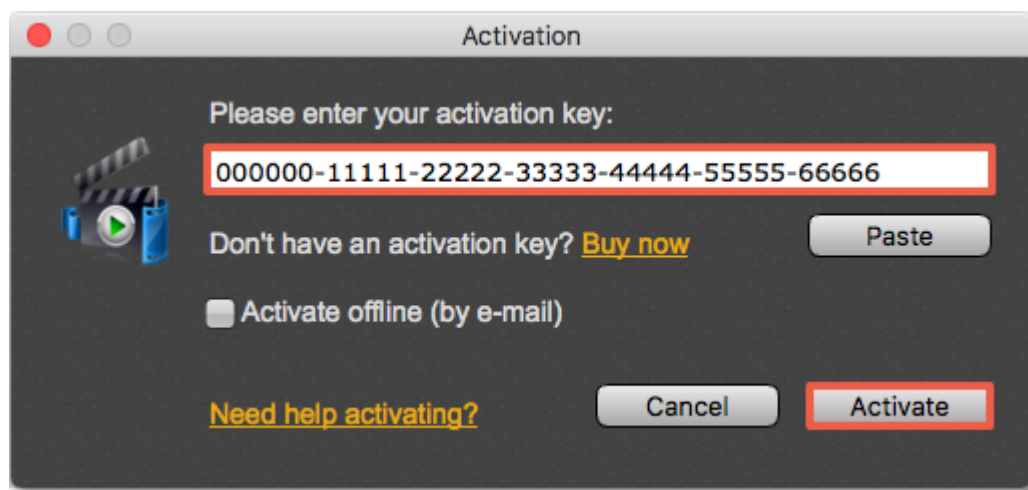 Activation
Please enter your activation key:
000000-11111-22222-33333-44444-55555-66666
Don't have an activation key? Buy now
Paste
Activate offline (by e-mail)
Need help activating?
Cancel
Activate